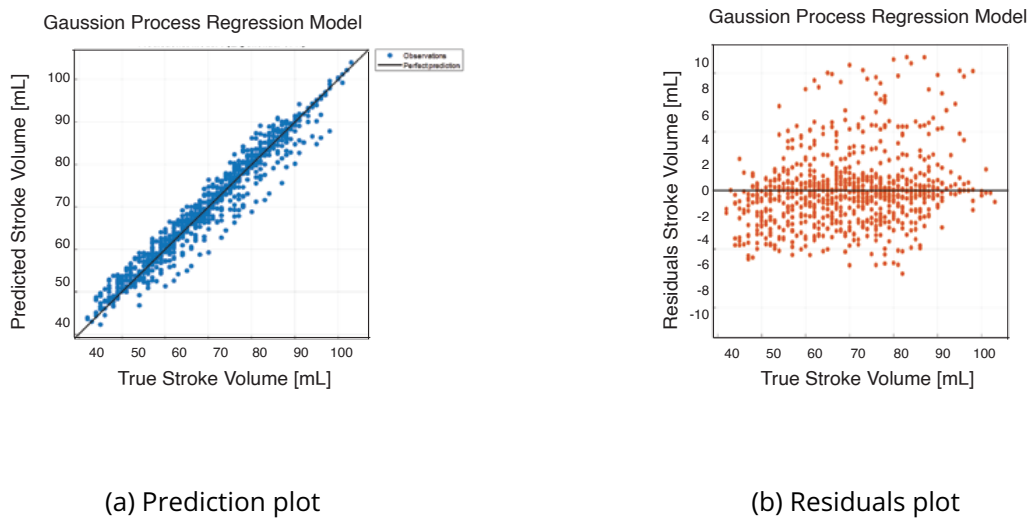 Gaussion Process Regression Model
Observations
Perfect prediction
Predicted Stroke Volume [mL]
100
90
80
70
60
50
40
40 50 60 70 80 90 100
True Stroke Volume [mL]
(a) Prediction plot
Gaussion Process Regression Model
Residuals Stroke Volume [mL]
10
8
6
4
2
0
-2
-4
-6
-8
-10
40 50 60 70 80 90 100
True Stroke Volume [mL]
(b) Residuals plot